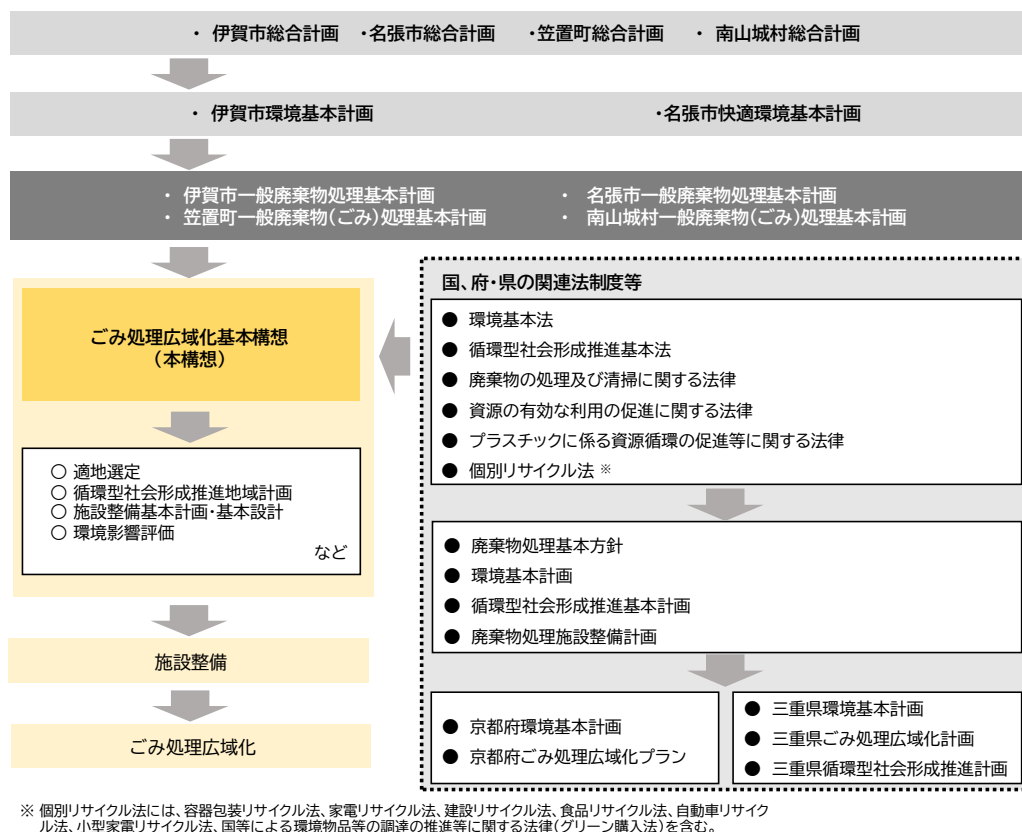 ・ 伊賀市総合計画 ・名張市総合計画 ・笠置町総合計画 ・ 南山城村総合計画
・ 伊賀市環境基本計画 ・名張市快適環境基本計画
・ 伊賀市一般廃棄物処理基本計画 ・ 名張市一般廃棄物処理基本計画
・ 笠置町一般廃棄物(ごみ)処理基本計画 ・ 南山城村一般廃棄物(ごみ)処理基本計画
ごみ処理広域化基本構想
(本構想)
○ 適地選定
○ 循環型社会形成推進地域計画
○ 施設整備基本計画・基本設計
○ 環境影響評価
など
施設整備
ごみ処理広域化
国、府・県の関連法制度等
● 環境基本法
● 循環型社会形成推進基本法
● 廃棄物の処理及び清掃に関する法律
● 資源の有効な利用の促進に関する法律
● プラスチックに係る資源循環の促進等に関する法律
● 個別リサイクル法 ※
● 廃棄物処理基本方針
● 環境基本計画
● 循環型社会形成推進基本計画
● 廃棄物処理施設整備計画
● 京都府環境基本計画
● 京都府ごみ処理広域化プラン
● 三重県環境基本計画
● 三重県ごみ処理広域化計画
● 三重県循環型社会形成推進計画
※ 個別リサイクル法には、容器包装リサイクル法、家電リサイクル法、建設リサイクル法、食品リサイクル法、自動車リサイク
ル法、小型家電リサイクル法、国等による環境物品等の調達の推進等に関する法律(グリーン購入法)を含む。